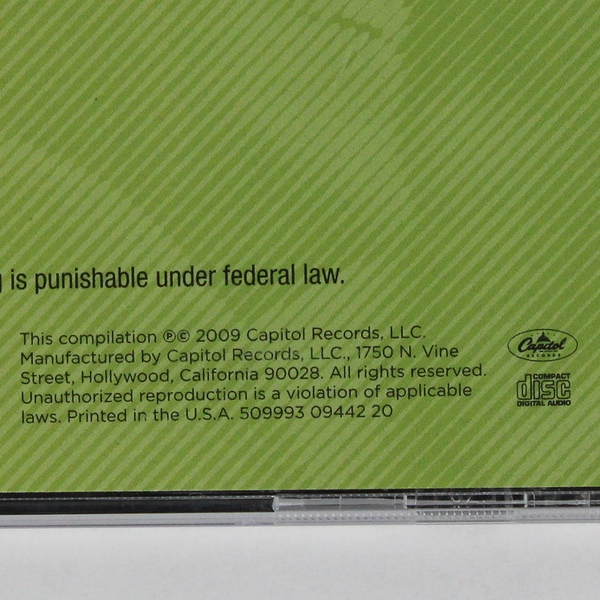 g is punishable under federal law.
This compilation ℗© 2009 Capitol Records, LLC.
Manufactured by Capitol Records, LLC., 1750 N. Vine
Street, Hollywood, California 90028. All rights reserved.
Unauthorized reproduction is a violation of applicable
laws. Printed in the U.S.A. 509993 09442 20
Capitol
RECORDS
COMPACT
disc
DIGITAL AUDIO